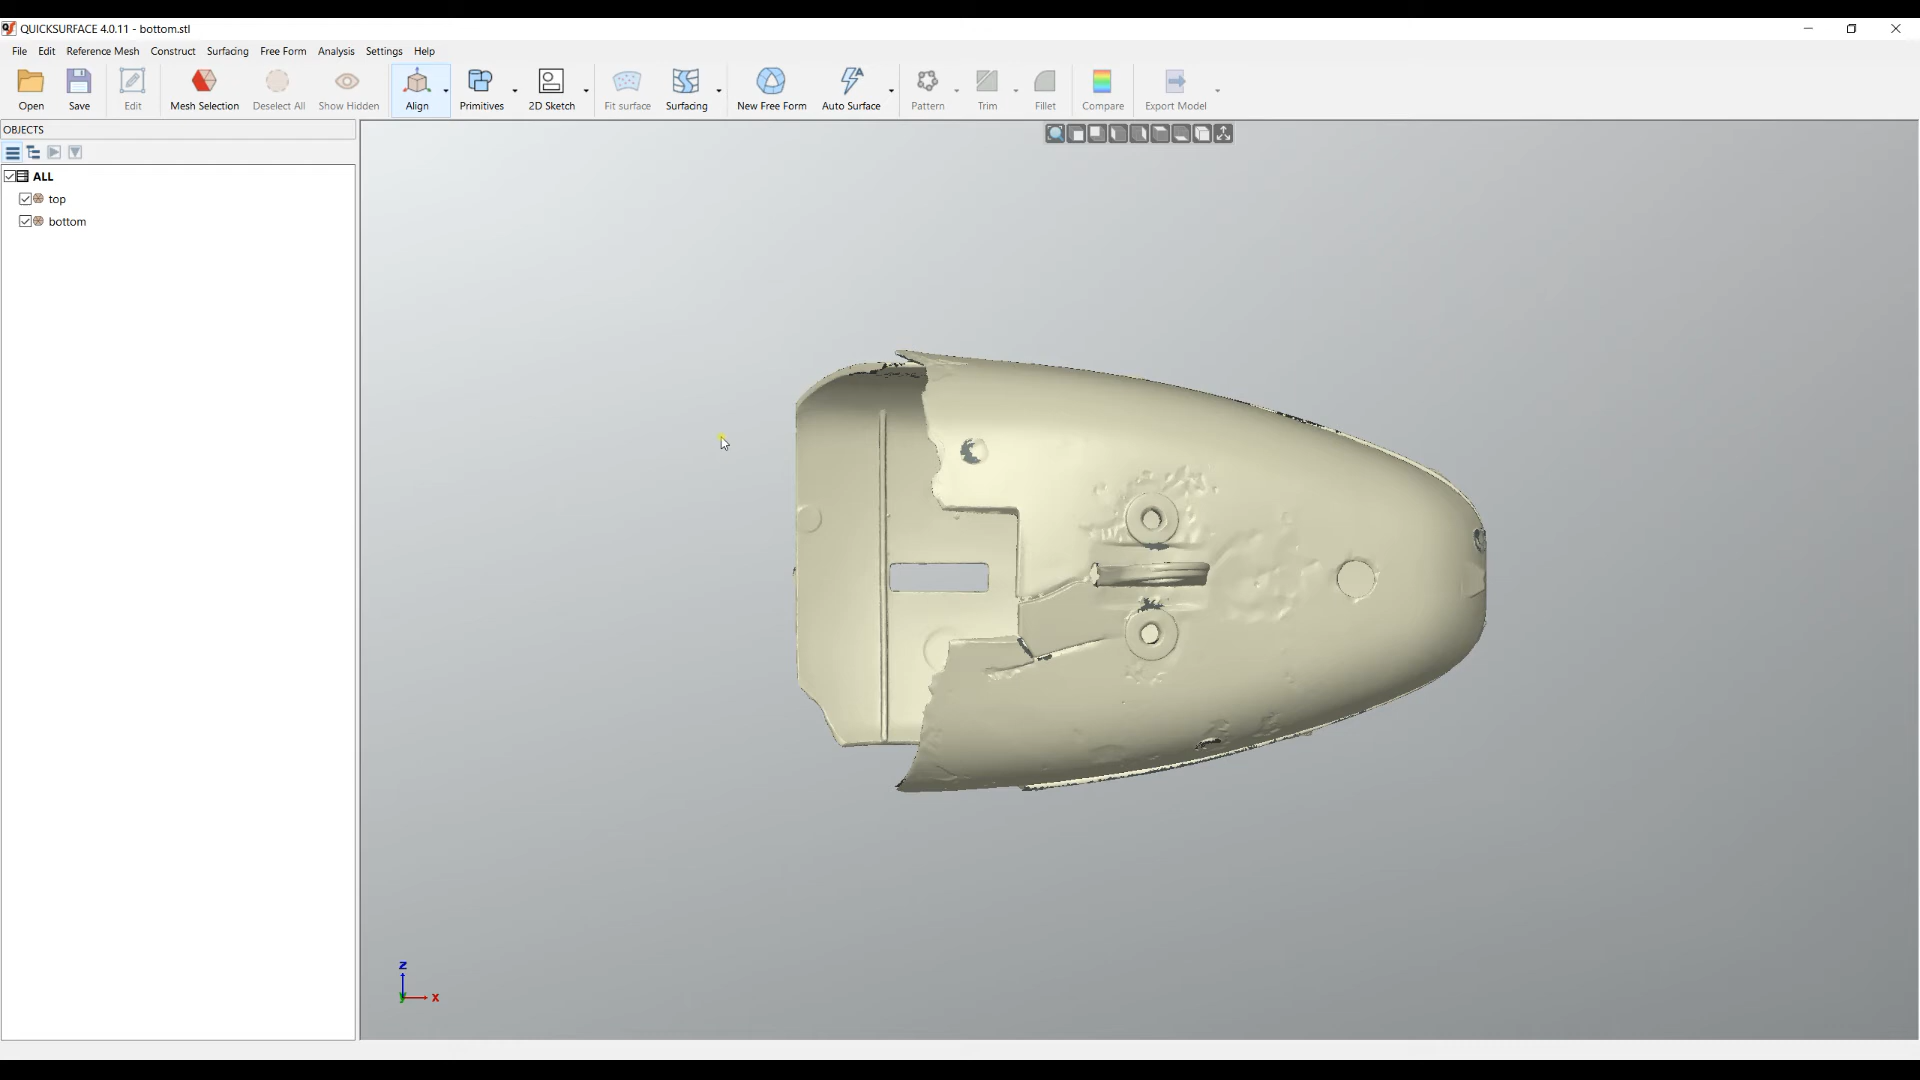 QUICKSURFACE 4.0.11 - bottom.stl
File Edit Reference Mesh Construct Surfacing Free Form Analysis Settings Help
Open Save Edit Mesh Selection Deselect All Show Hidden Align Primitives 2D Sketch Fit surface Surfacing New Free Form Auto Surface Pattern Trim Fillet Compare Export Model
OBJECTS
ALL
top
bottom
z
y x